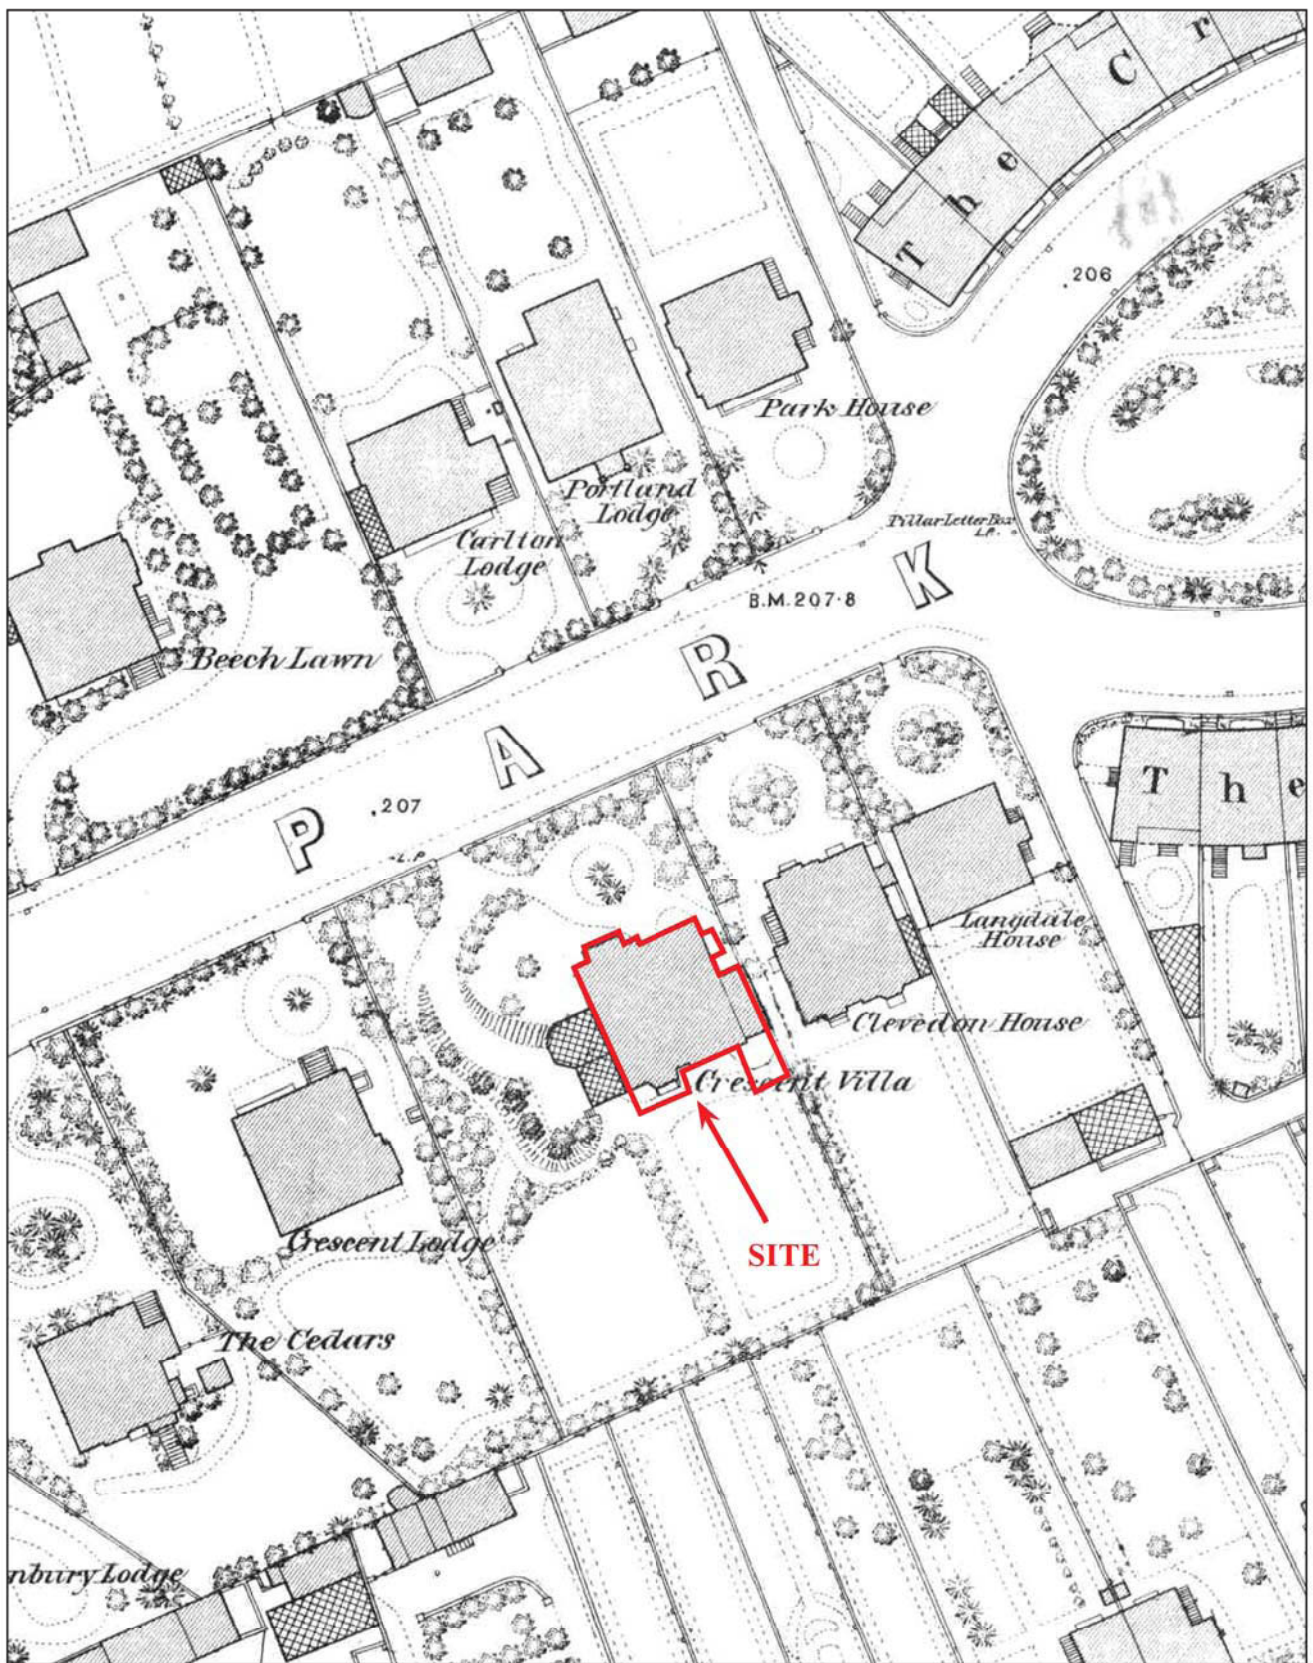 The Cr
.206
Park House
Portland
Lodge
Carlton
Lodge
Pillar Letter Box
L.P.
B.M. 207·8
Beech Lawn
PARK
.207
L.P
The
Langdale
House
Clevedon House
Crescent Villa
SITE
Crescent Lodge
The Cedars
nbury Lodge